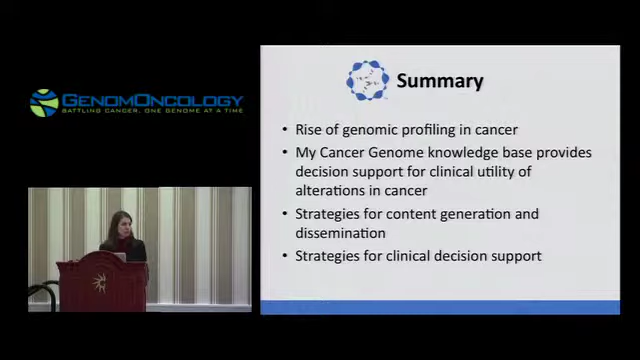 GENOMONCOLOGY
BATTLING CANCER, ONE GENOME AT A TIME
Summary
• Rise of genomic profiling in cancer
• My Cancer Genome knowledge base provides
decision support for clinical utility of
alterations in cancer
• Strategies for content generation and
dissemination
• Strategies for clinical decision support